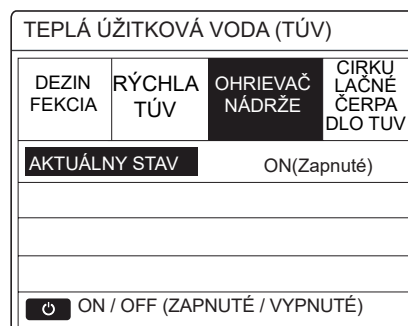 TEPLÁ ÚŽITKOVÁ VODA (TÚV)
DEZIN
FEKCIA
RÝCHLA
TÚV
OHRIEVAČ
NÁDRŽE
CIRKU
LAČNÉ
ČERPA
DLO TUV
AKTUÁLNY STAV ON(Zapnuté)
ON / OFF (ZAPNUTÉ / VYPNUTÉ)